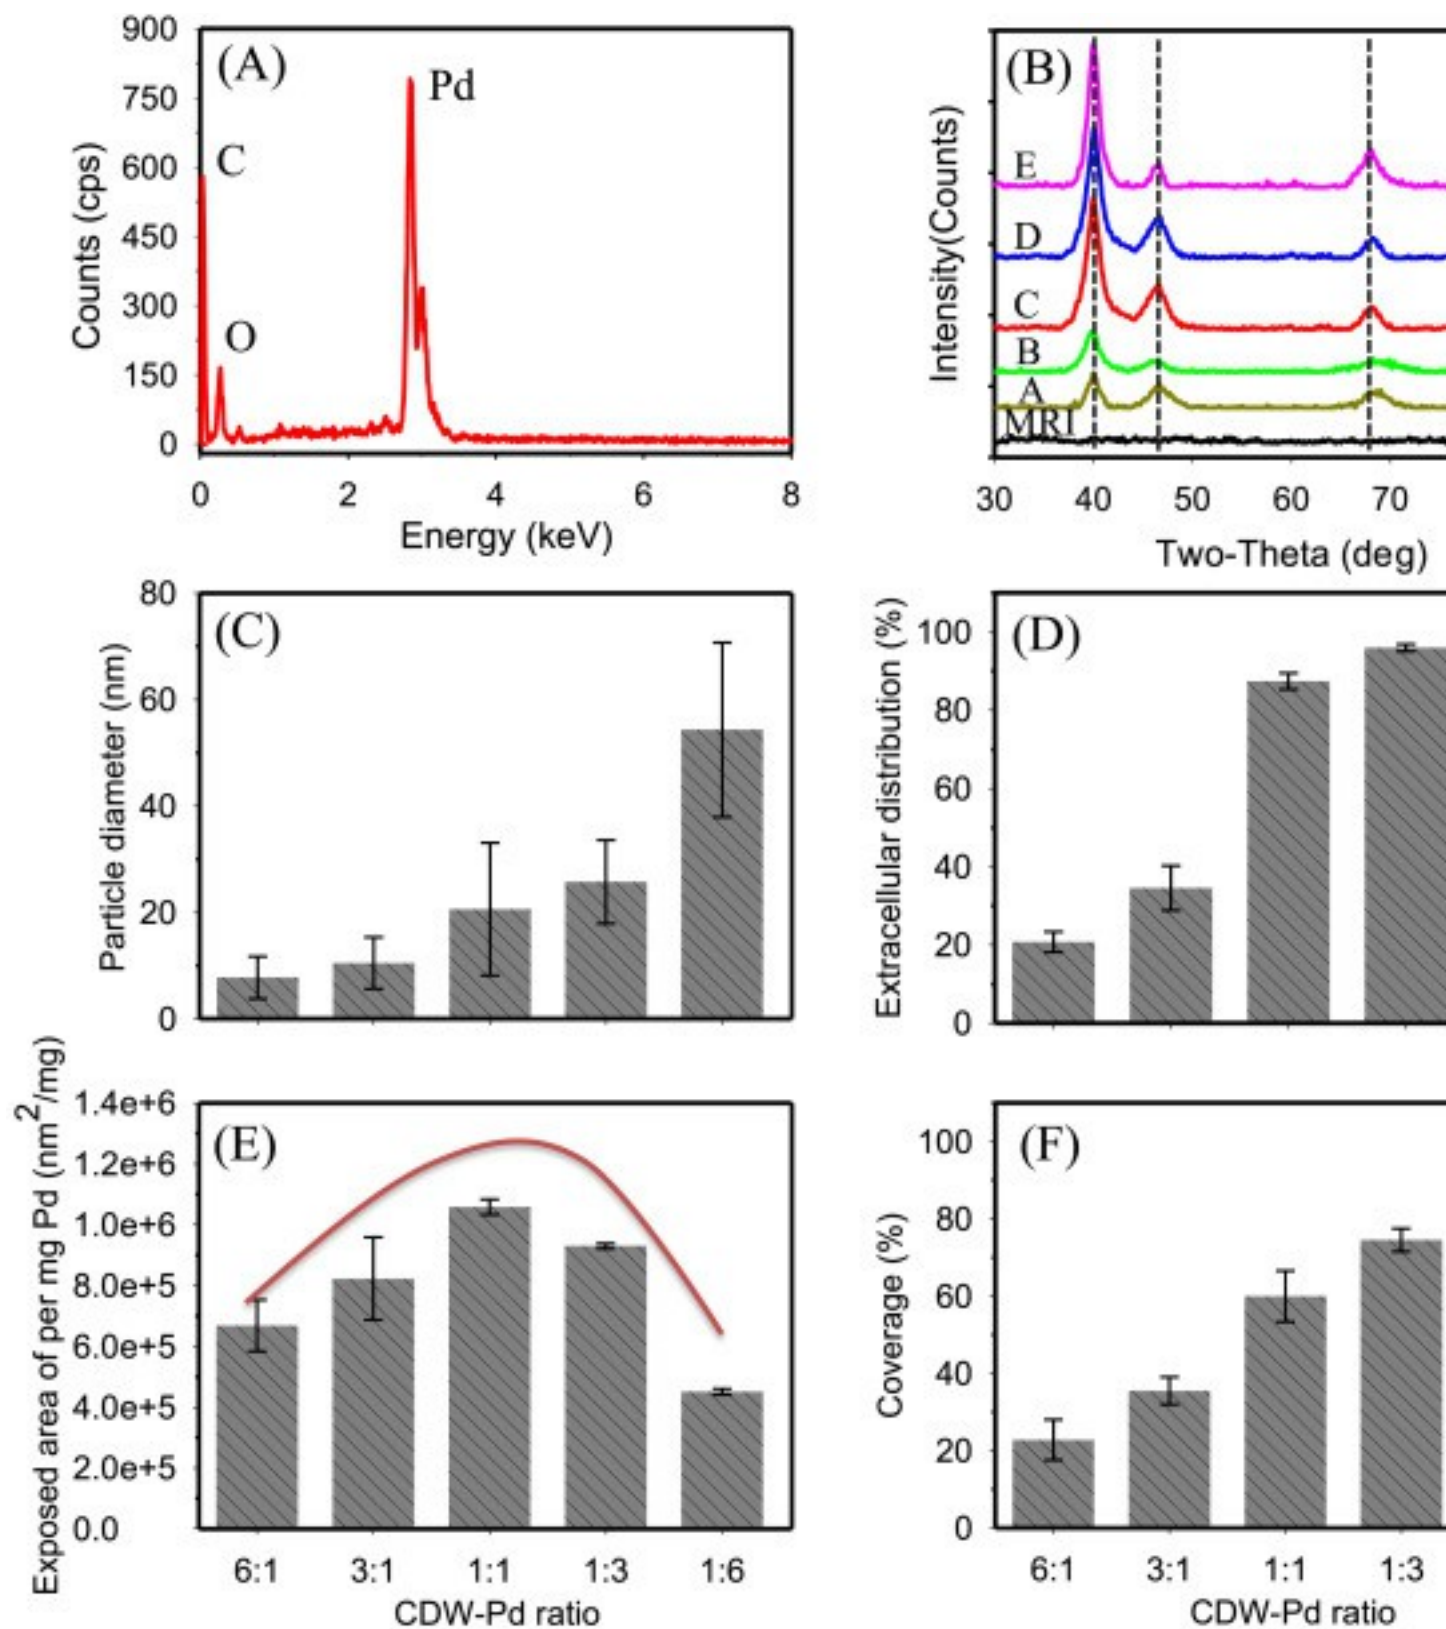 900
(A)
750
Pd
600
C
450
300
O
150
0
Counts (cps)
0 2 4 6 8
Energy (keV)
(B)
E
D
C
B
A
MRI
Intensity(Counts)
30 40 50 60 70
Two-Theta (deg)
80
(C)
60
40
20
0
Particle diameter (nm)
(D)
100
80
60
40
20
0
Extracellular distribution (%)
1.4e+6
(E)
1.2e+6
1.0e+6
8.0e+5
6.0e+5
4.0e+5
2.0e+5
0.0
Exposed area of per mg Pd (nm2/mg)
6:1 3:1 1:1 1:3 1:6
CDW-Pd ratio
(F)
100
80
60
40
20
0
Coverage (%)
6:1 3:1 1:1 1:3
CDW-Pd ratio